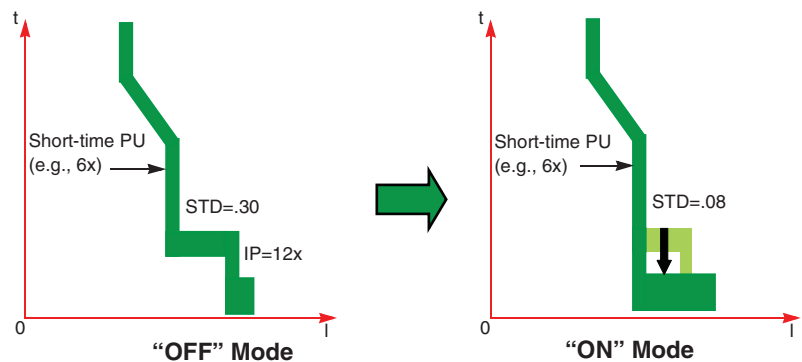 t
Short-time PU
(e.g., 6x)
STD=.30
IP=12x
0
I
"OFF" Mode
t
Short-time PU
(e.g., 6x)
STD=.08
0
I
"ON" Mode